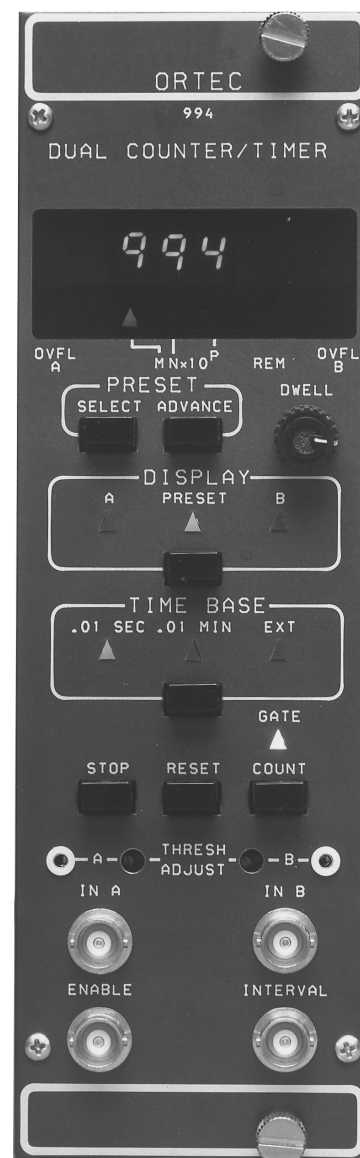 ORTEC
994
DUAL COUNTER/TIMER
994
OVFL A
MNx10P
REM
OVFL B
PRESET
SELECT ADVANCE
DWELL
DISPLAY
A PRESET B
TIME BASE
.01 SEC .01 MIN EXT
GATE
STOP RESET COUNT
A THRESH ADJUST B
IN A IN B
ENABLE INTERVAL